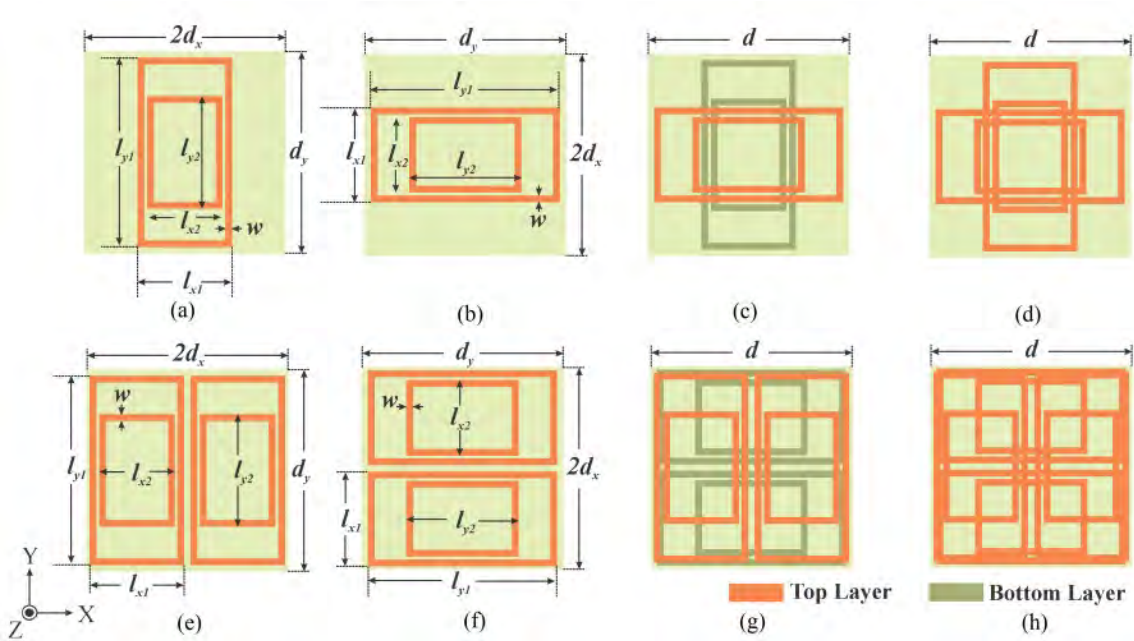 2dx
ly1
ly2
dy
lx2
w
lx1
(a)
dy
ly1
lx1
lx2
ly2
2dx
w
(b)
d
(c)
d
(d)
2dx
w
ly1
lx2
ly2
dy
lx1
(e)
dy
w
lx2
2dx
lx1
ly2
ly1
(f)
d
(g)
d
(h)
Y
Z
X
Top Layer
Bottom Layer